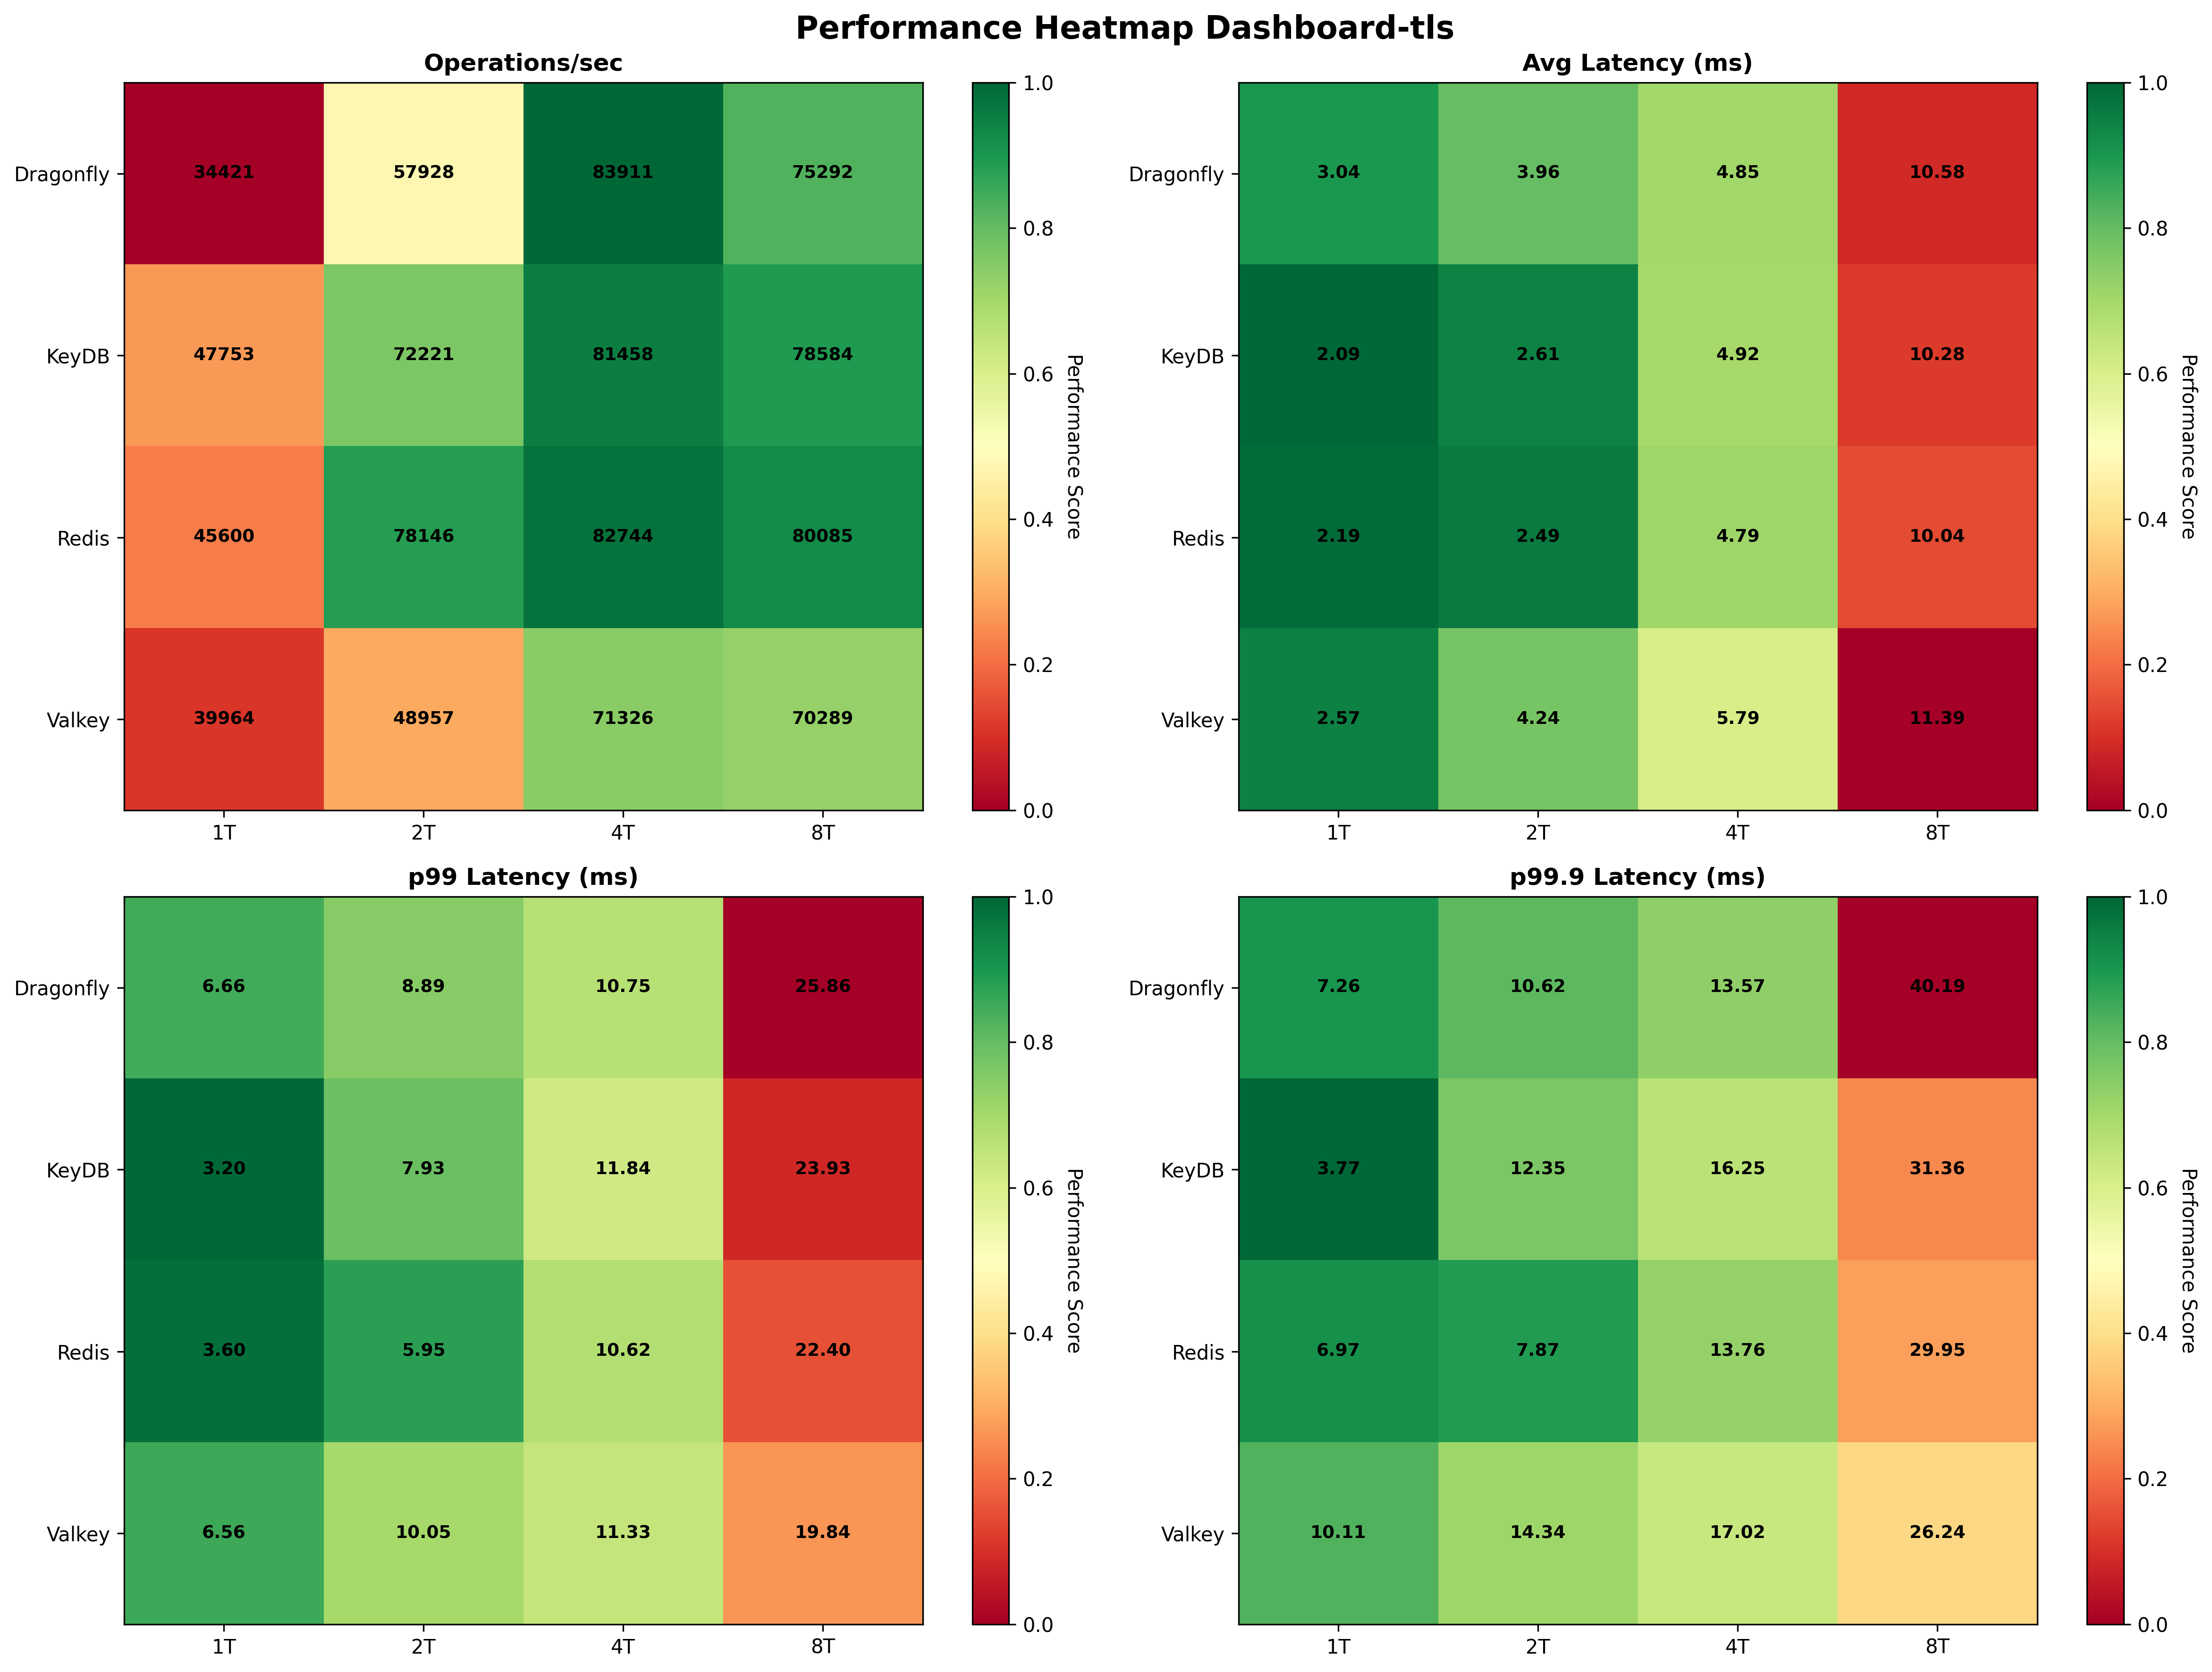 Performance Heatmap Dashboard-tls
Operations/sec
Dragonfly 34421 57928 83911 75292
KeyDB 47753 72221 81458 78584
Redis 45600 78146 82744 80085
Valkey 39964 48957 71326 70289
1T 2T 4T 8T
1.0
0.8
0.6
0.4
0.2
0.0
Performance Score
Avg Latency (ms)
Dragonfly 3.04 3.96 4.85 10.58
KeyDB 2.09 2.61 4.92 10.28
Redis 2.19 2.49 4.79 10.04
Valkey 2.57 4.24 5.79 11.39
1T 2T 4T 8T
1.0
0.8
0.6
0.4
0.2
0.0
Performance Score
p99 Latency (ms)
Dragonfly 6.66 8.89 10.75 25.86
KeyDB 3.20 7.93 11.84 23.93
Redis 3.60 5.95 10.62 22.40
Valkey 6.56 10.05 11.33 19.84
1T 2T 4T 8T
1.0
0.8
0.6
0.4
0.2
0.0
Performance Score
p99.9 Latency (ms)
Dragonfly 7.26 10.62 13.57 40.19
KeyDB 3.77 12.35 16.25 31.36
Redis 6.97 7.87 13.76 29.95
Valkey 10.11 14.34 17.02 26.24
1T 2T 4T 8T
1.0
0.8
0.6
0.4
0.2
0.0
Performance Score